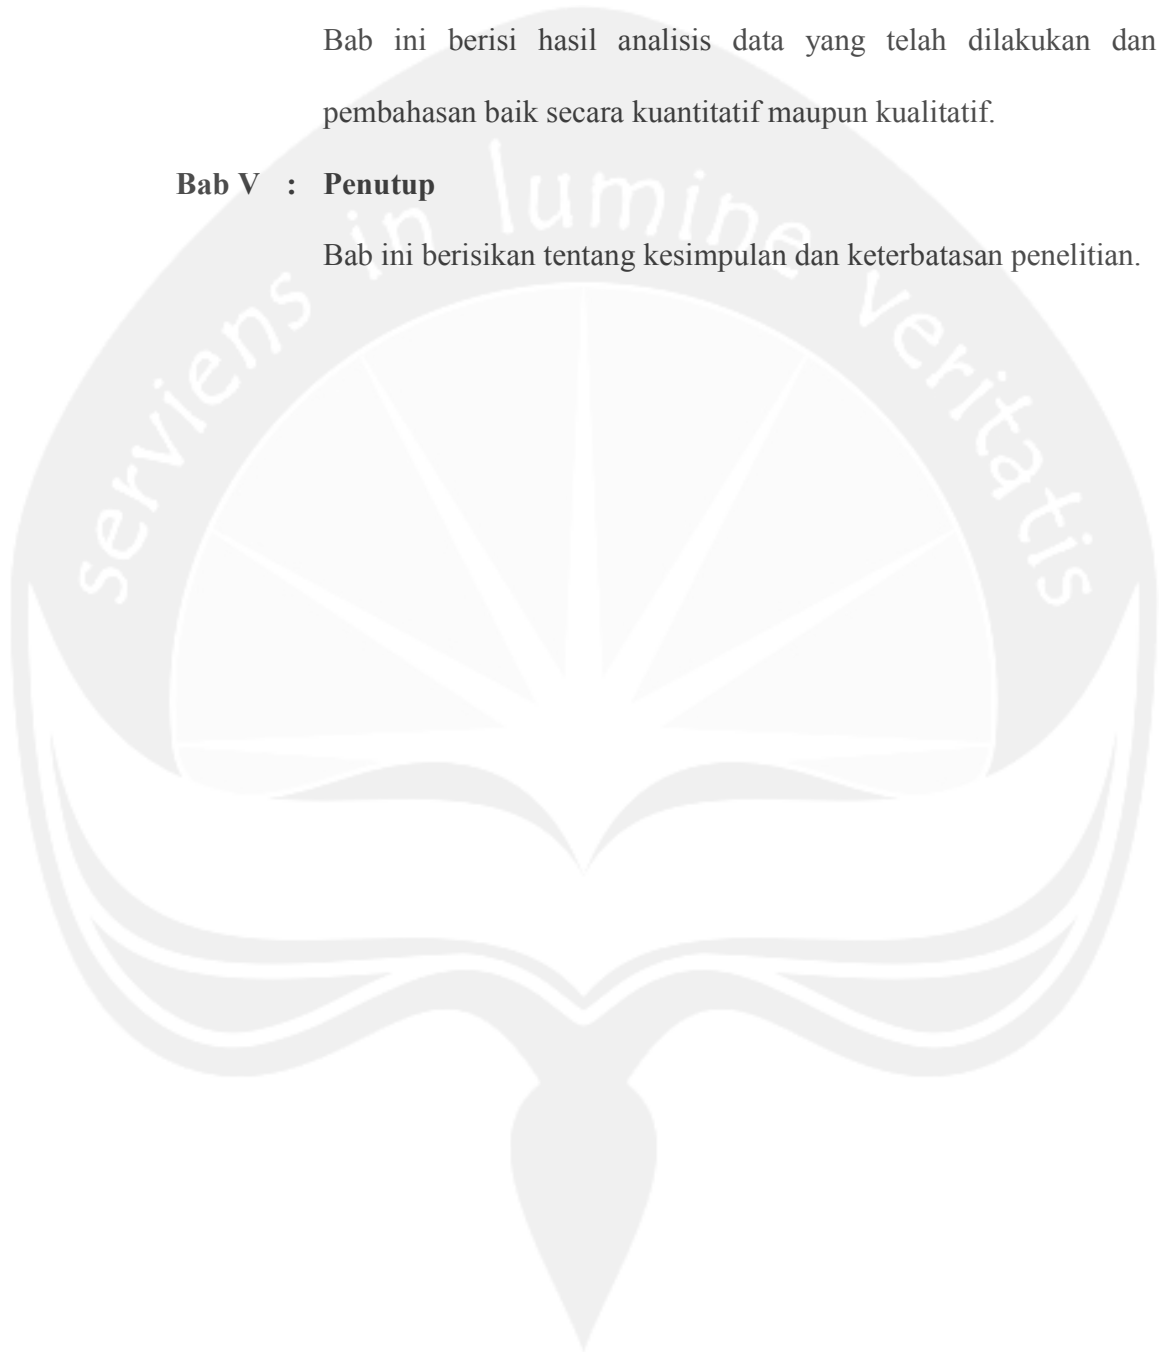 Bab ini berisi hasil analisis data yang telah dilakukan dan
pembahasan baik secara kuantitatif maupun kualitatif.
Bab V : Penutup
Bab ini berisikan tentang kesimpulan dan keterbatasan penelitian.
serviens in lumine veritatis